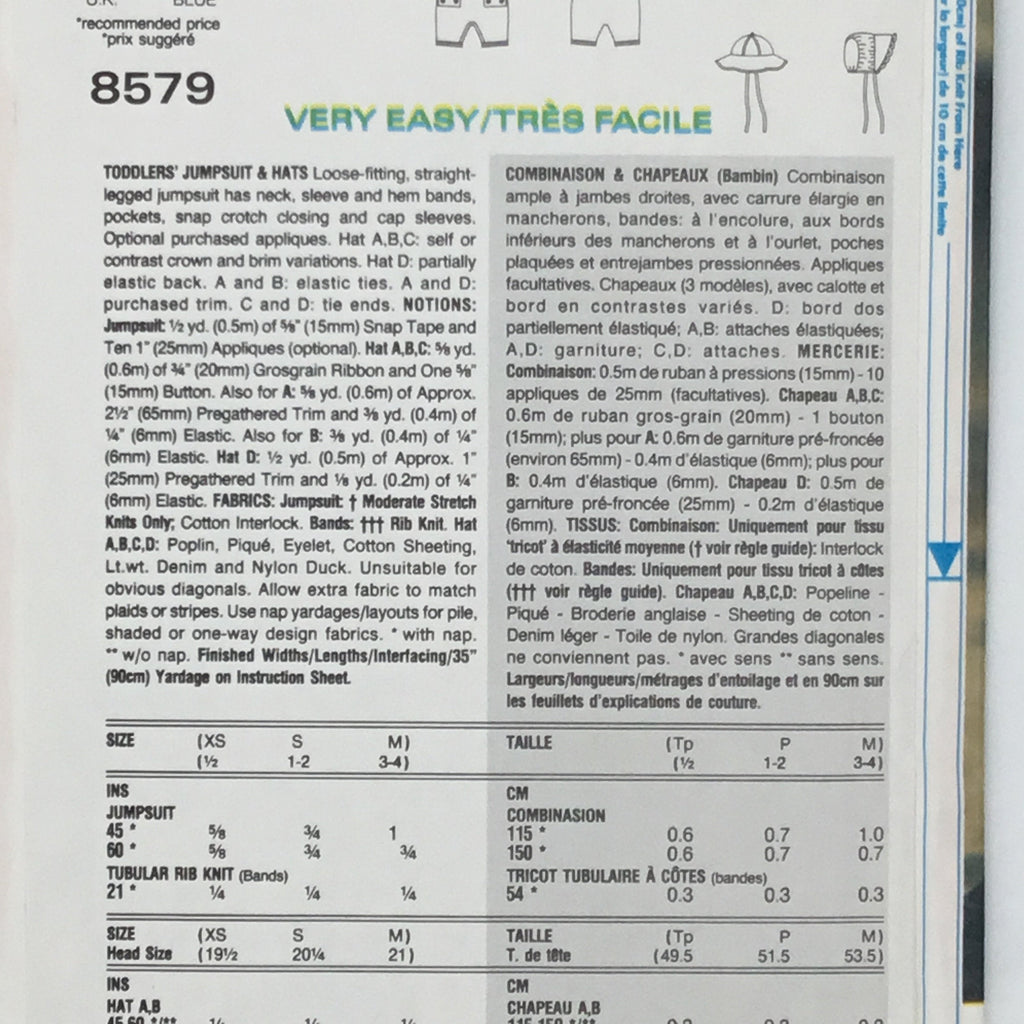 U.K. BLUE
*recommended price
*prix suggéré
8579
VERY EASY/TRÈS FACILE
TODDLERS' JUMPSUIT & HATS Loose-fitting, straight-
legged jumpsuit has neck, sleeve and hem bands,
pockets, snap crotch closing and cap sleeves.
Optional purchased appliques. Hat A,B,C: self or
contrast crown and brim variations. Hat D: partially
elastic back. A and B: elastic ties. A and D:
purchased trim. C and D: tie ends. NOTIONS:
Jumpsuit: ½ yd. (0.5m) of ⅝" (15mm) Snap Tape and
Ten 1" (25mm) Appliques (optional). Hat A,B,C: ⅝ yd.
(0.6m) of ¾" (20mm) Grosgrain Ribbon and One ⅝"
(15mm) Button. Also for A: ⅝ yd. (0.6m) of Approx.
2½" (65mm) Pregathered Trim and ⅜ yd. (0.4m) of
¼" (6mm) Elastic. Also for B: ⅜ yd. (0.4m) of ¼"
(6mm) Elastic. Hat D: ½ yd. (0.5m) of Approx. 1"
(25mm) Pregathered Trim and ⅛ yd. (0.2m) of ¼"
(6mm) Elastic. FABRICS: Jumpsuit: † Moderate Stretch
Knits Only; Cotton Interlock. Bands: ††† Rib Knit. Hat
A,B,C,D: Poplin, Piqué, Eyelet, Cotton Sheeting,
Lt.wt. Denim and Nylon Duck. Unsuitable for
obvious diagonals. Allow extra fabric to match
plaids or stripes. Use nap yardages/layouts for pile,
shaded or one-way design fabrics. * with nap.
** w/o nap. Finished Widths/Lengths/Interfacing/35"
(90cm) Yardage on Instruction Sheet.
COMBINAISON & CHAPEAUX (Bambin) Combinaison
ample à jambes droites, avec carrure élargie en
mancherons, bandes: à l'encolure, aux bords
inférieurs des mancherons et à l'ourlet, poches
plaquées et entrejambes pressionnées. Appliques
facultatives. Chapeaux (3 modèles), avec calotte et
bord en contrastes variés. D: bord dos
partiellement élastiqué; A,B: attaches élastiquées;
A,D: garniture; C,D: attaches. MERCERIE:
Combinaison: 0.5m de ruban à pressions (15mm) - 10
appliques de 25mm (facultatives). Chapeau A,B,C:
0.6m de ruban gros-grain (20mm) - 1 bouton
(15mm); plus pour A: 0.6m de garniture pré-froncée
(environ 65mm) - 0.4m d'élastique (6mm); plus pour
B: 0.4m d'élastique (6mm). Chapeau D: 0.5m de
garniture pré-froncée (25mm) - 0.2m d'élastique
(6mm). TISSUS: Combinaison: Uniquement pour tissu
'tricot' à élasticité moyenne († voir règle guide): Interlock
de coton. Bandes: Uniquement pour tissu tricot à côtes
(††† voir règle guide). Chapeau A,B,C,D: Popeline -
Piqué - Broderie anglaise - Sheeting de coton -
Denim léger - Toile de nylon. Grandes diagonales
ne conviennent pas. * avec sens ** sans sens.
Largeurs/longueurs/métrages d'entoilage et en 90cm sur
les feuillets d'explications de couture.
SIZE (XS S M)
(½ 1-2 3-4)
INS
JUMPSUIT
45 * ⅝ ¾ 1
60 * ⅝ ¾ ¾
TUBULAR RIB KNIT (Bands)
21 * ¼ ¼ ¼
SIZE (XS S M)
Head Size (19½ 20¼ 21)
INS
HAT A,B
45,60 */**
TAILLE (Tp P M)
(½ 1-2 3-4)
CM
COMBINASION
115 * 0.6 0.7 1.0
150 * 0.6 0.7 0.7
TRICOT TUBULAIRE À CÔTES (bandes)
54 * 0.3 0.3 0.3
TAILLE (Tp P M)
T. de tête (49.5 51.5 53.5)
CM
CHAPEAU A,B
115,150 */**
0cm) of Rib Knit From Here
r la largeur) de 10 cm de cette limite